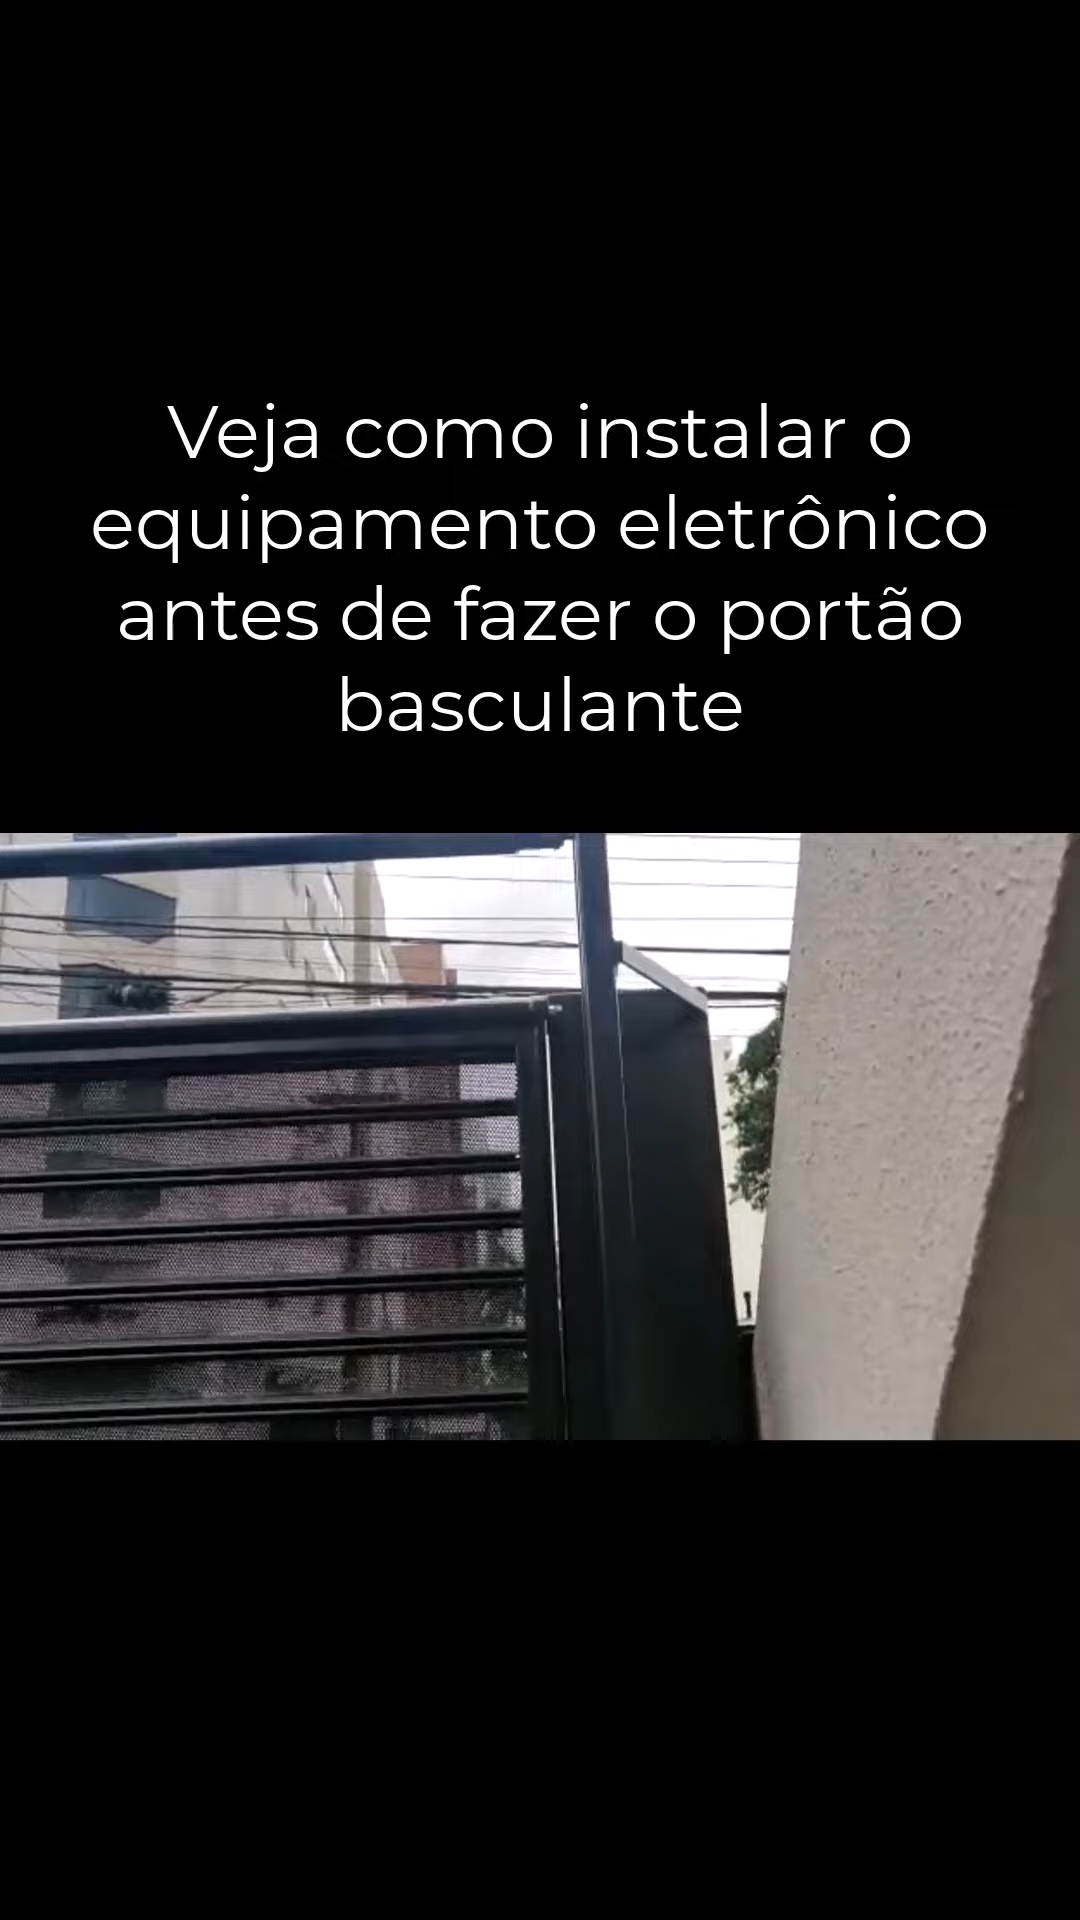 Veja como instalar o
equipamento eletrônico
antes de fazer o portão
basculante